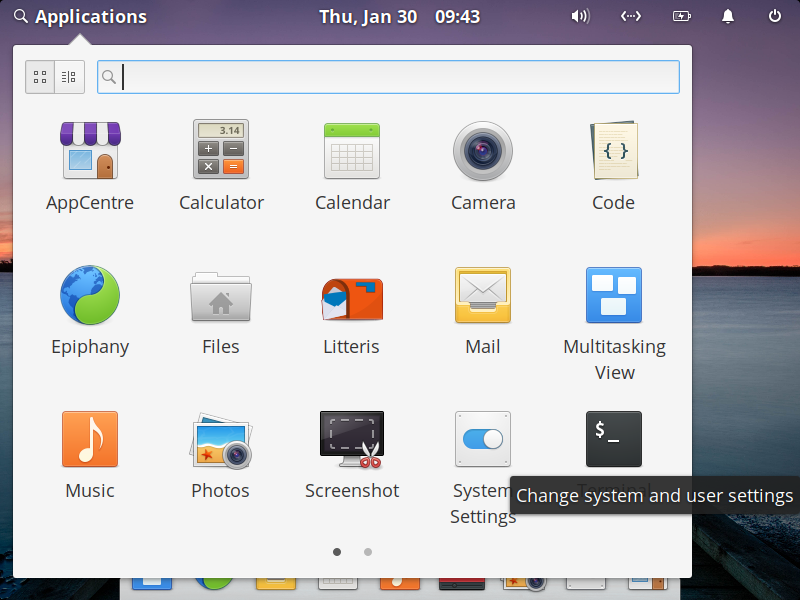 Applications
Thu, Jan 30 09:43
3.14
AppCentre
Calculator
Calendar
Camera
{ }
Code
Epiphany
Files
Litteris
Mail
Multitasking
View
$_
Music
Photos
Screenshot
System
Settings
Terminal
Change system and user settings